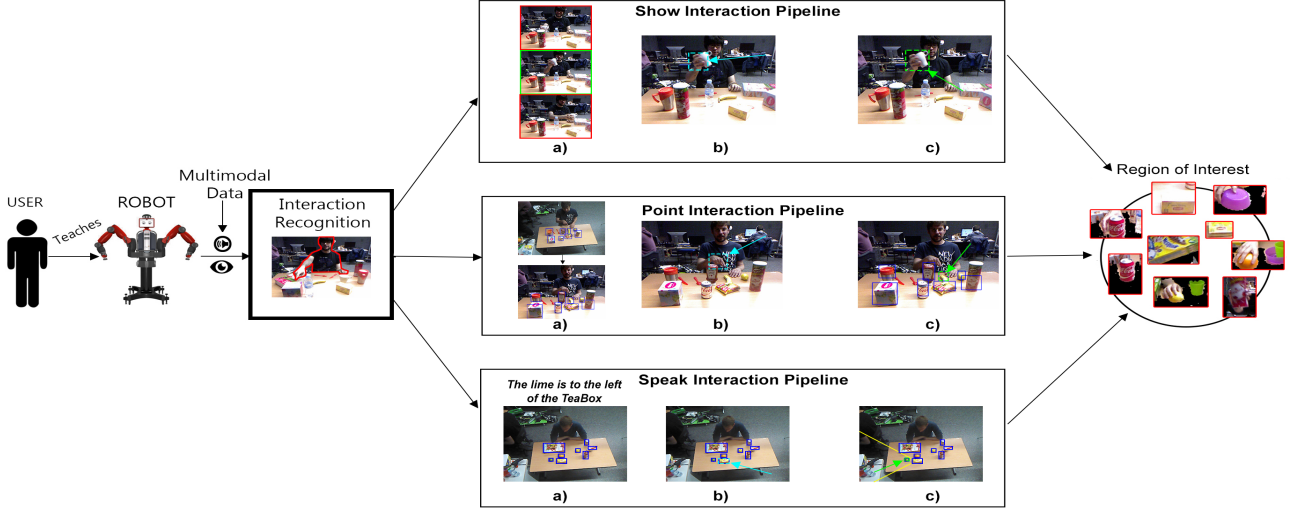 USER
Teaches
ROBOT
Multimodal
Data
Interaction
Recognition
Show Interaction Pipeline
a)
b)
c)
Point Interaction Pipeline
a)
b)
c)
Speak Interaction Pipeline
The lime is to the left
of the TeaBox
a)
b)
c)
Region of Interest